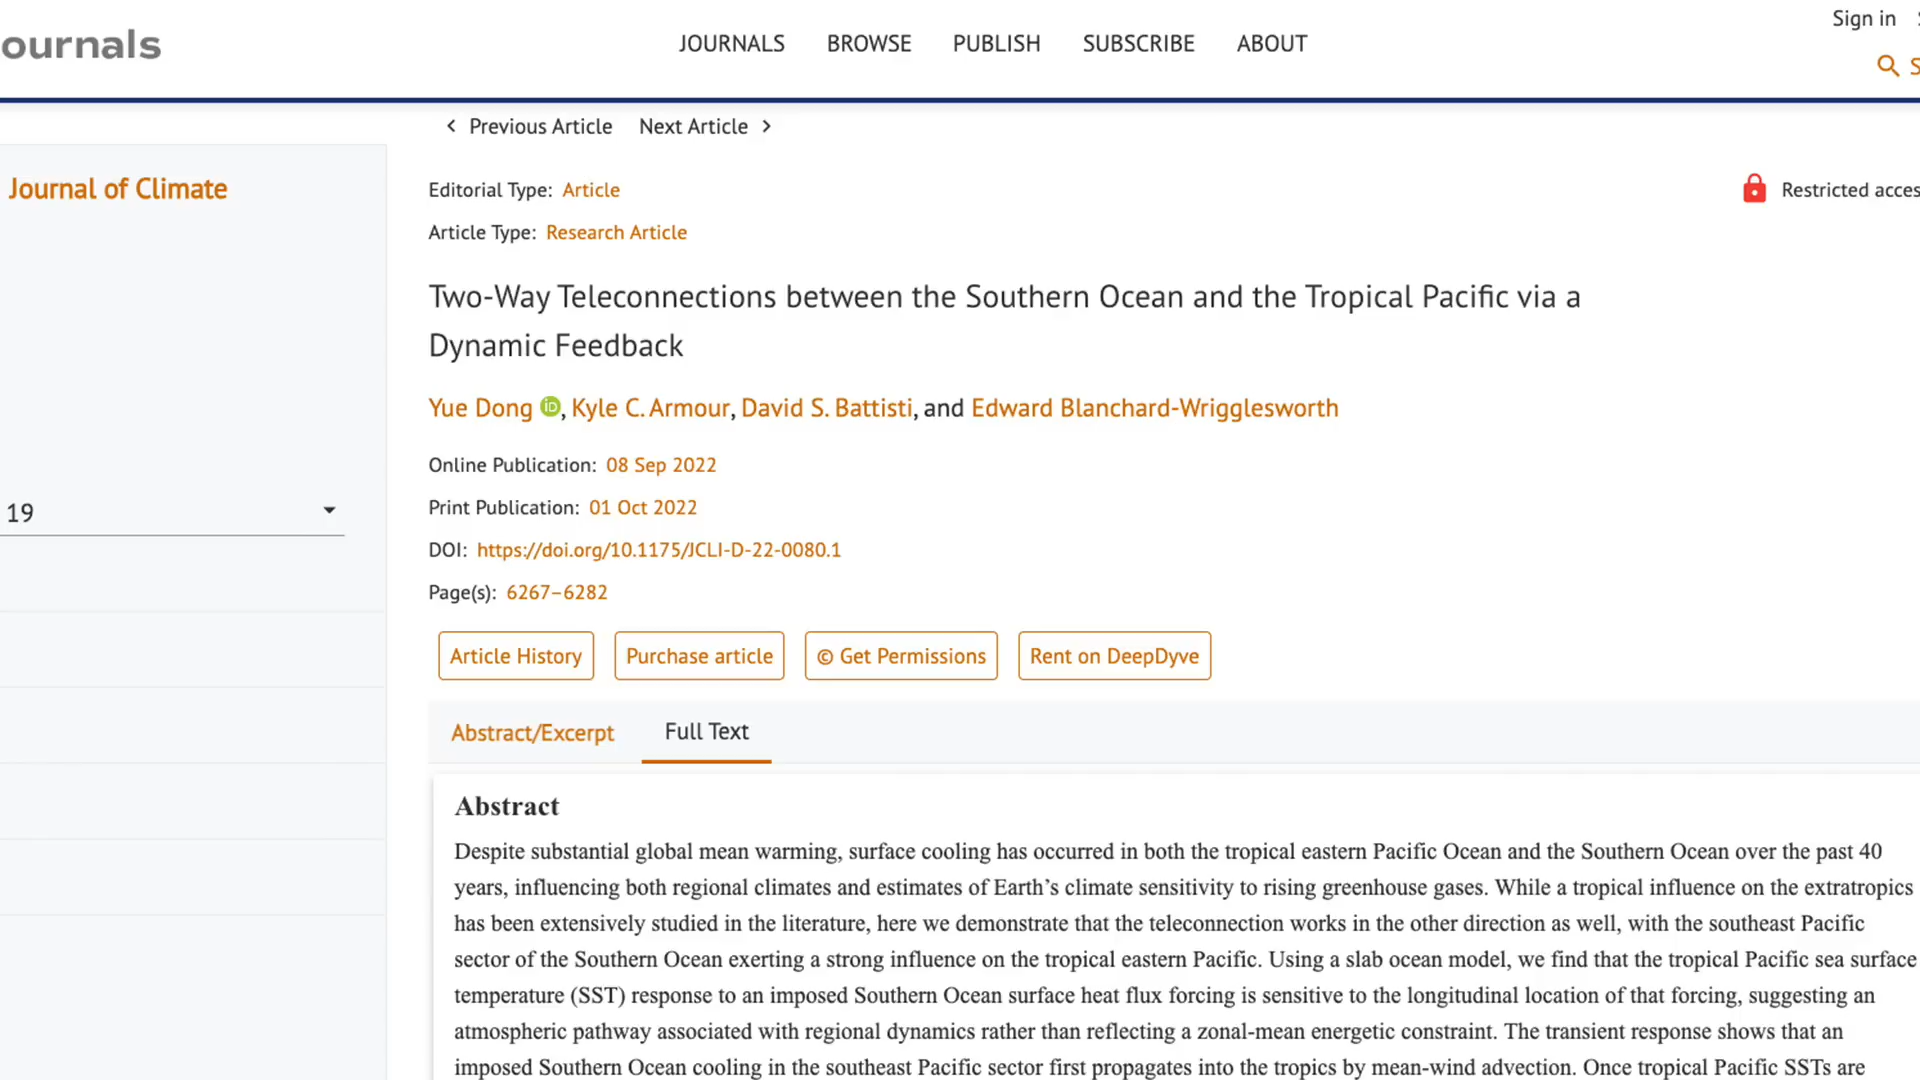 ournals
JOURNALS BROWSE PUBLISH SUBSCRIBE ABOUT
Sign in
Previous Article Next Article
Journal of Climate
Editorial Type: Article
Restricted acces
Article Type: Research Article
Two-Way Teleconnections between the Southern Ocean and the Tropical Pacific via a
Dynamic Feedback
Yue Dong iD, Kyle C. Armour, David S. Battisti, and Edward Blanchard-Wrigglesworth
Online Publication: 08 Sep 2022
19
Print Publication: 01 Oct 2022
DOI: https://doi.org/10.1175/JCLI-D-22-0080.1
Page(s): 6267–6282
Article History Purchase article © Get Permissions Rent on DeepDyve
Abstract/Excerpt Full Text
Abstract
Despite substantial global mean warming, surface cooling has occurred in both the tropical eastern Pacific Ocean and the Southern Ocean over the past 40
years, influencing both regional climates and estimates of Earth’s climate sensitivity to rising greenhouse gases. While a tropical influence on the extratropics
has been extensively studied in the literature, here we demonstrate that the teleconnection works in the other direction as well, with the southeast Pacific
sector of the Southern Ocean exerting a strong influence on the tropical eastern Pacific. Using a slab ocean model, we find that the tropical Pacific sea surface
temperature (SST) response to an imposed Southern Ocean surface heat flux forcing is sensitive to the longitudinal location of that forcing, suggesting an
atmospheric pathway associated with regional dynamics rather than reflecting a zonal-mean energetic constraint. The transient response shows that an
imposed Southern Ocean cooling in the southeast Pacific sector first propagates into the tropics by mean-wind advection. Once tropical Pacific SSTs are